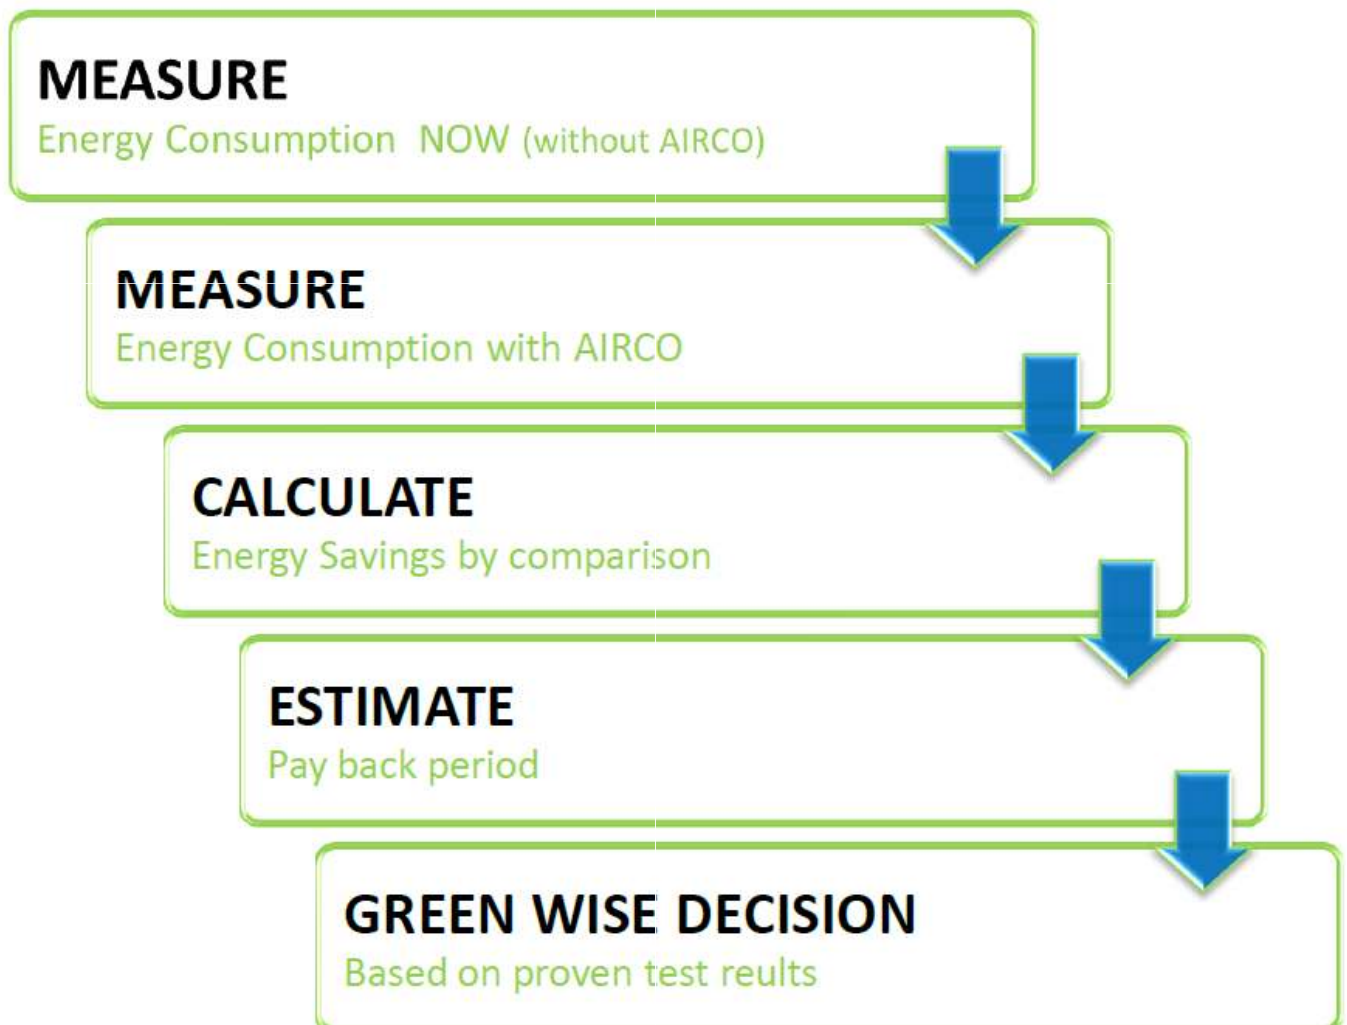 MEASURE
Energy Consumption NOW (without AIRCO)
MEASURE
Energy Consumption with AIRCO
CALCULATE
Energy Savings by comparison
ESTIMATE
Pay back period
GREEN WISE DECISION
Based on proven test reults